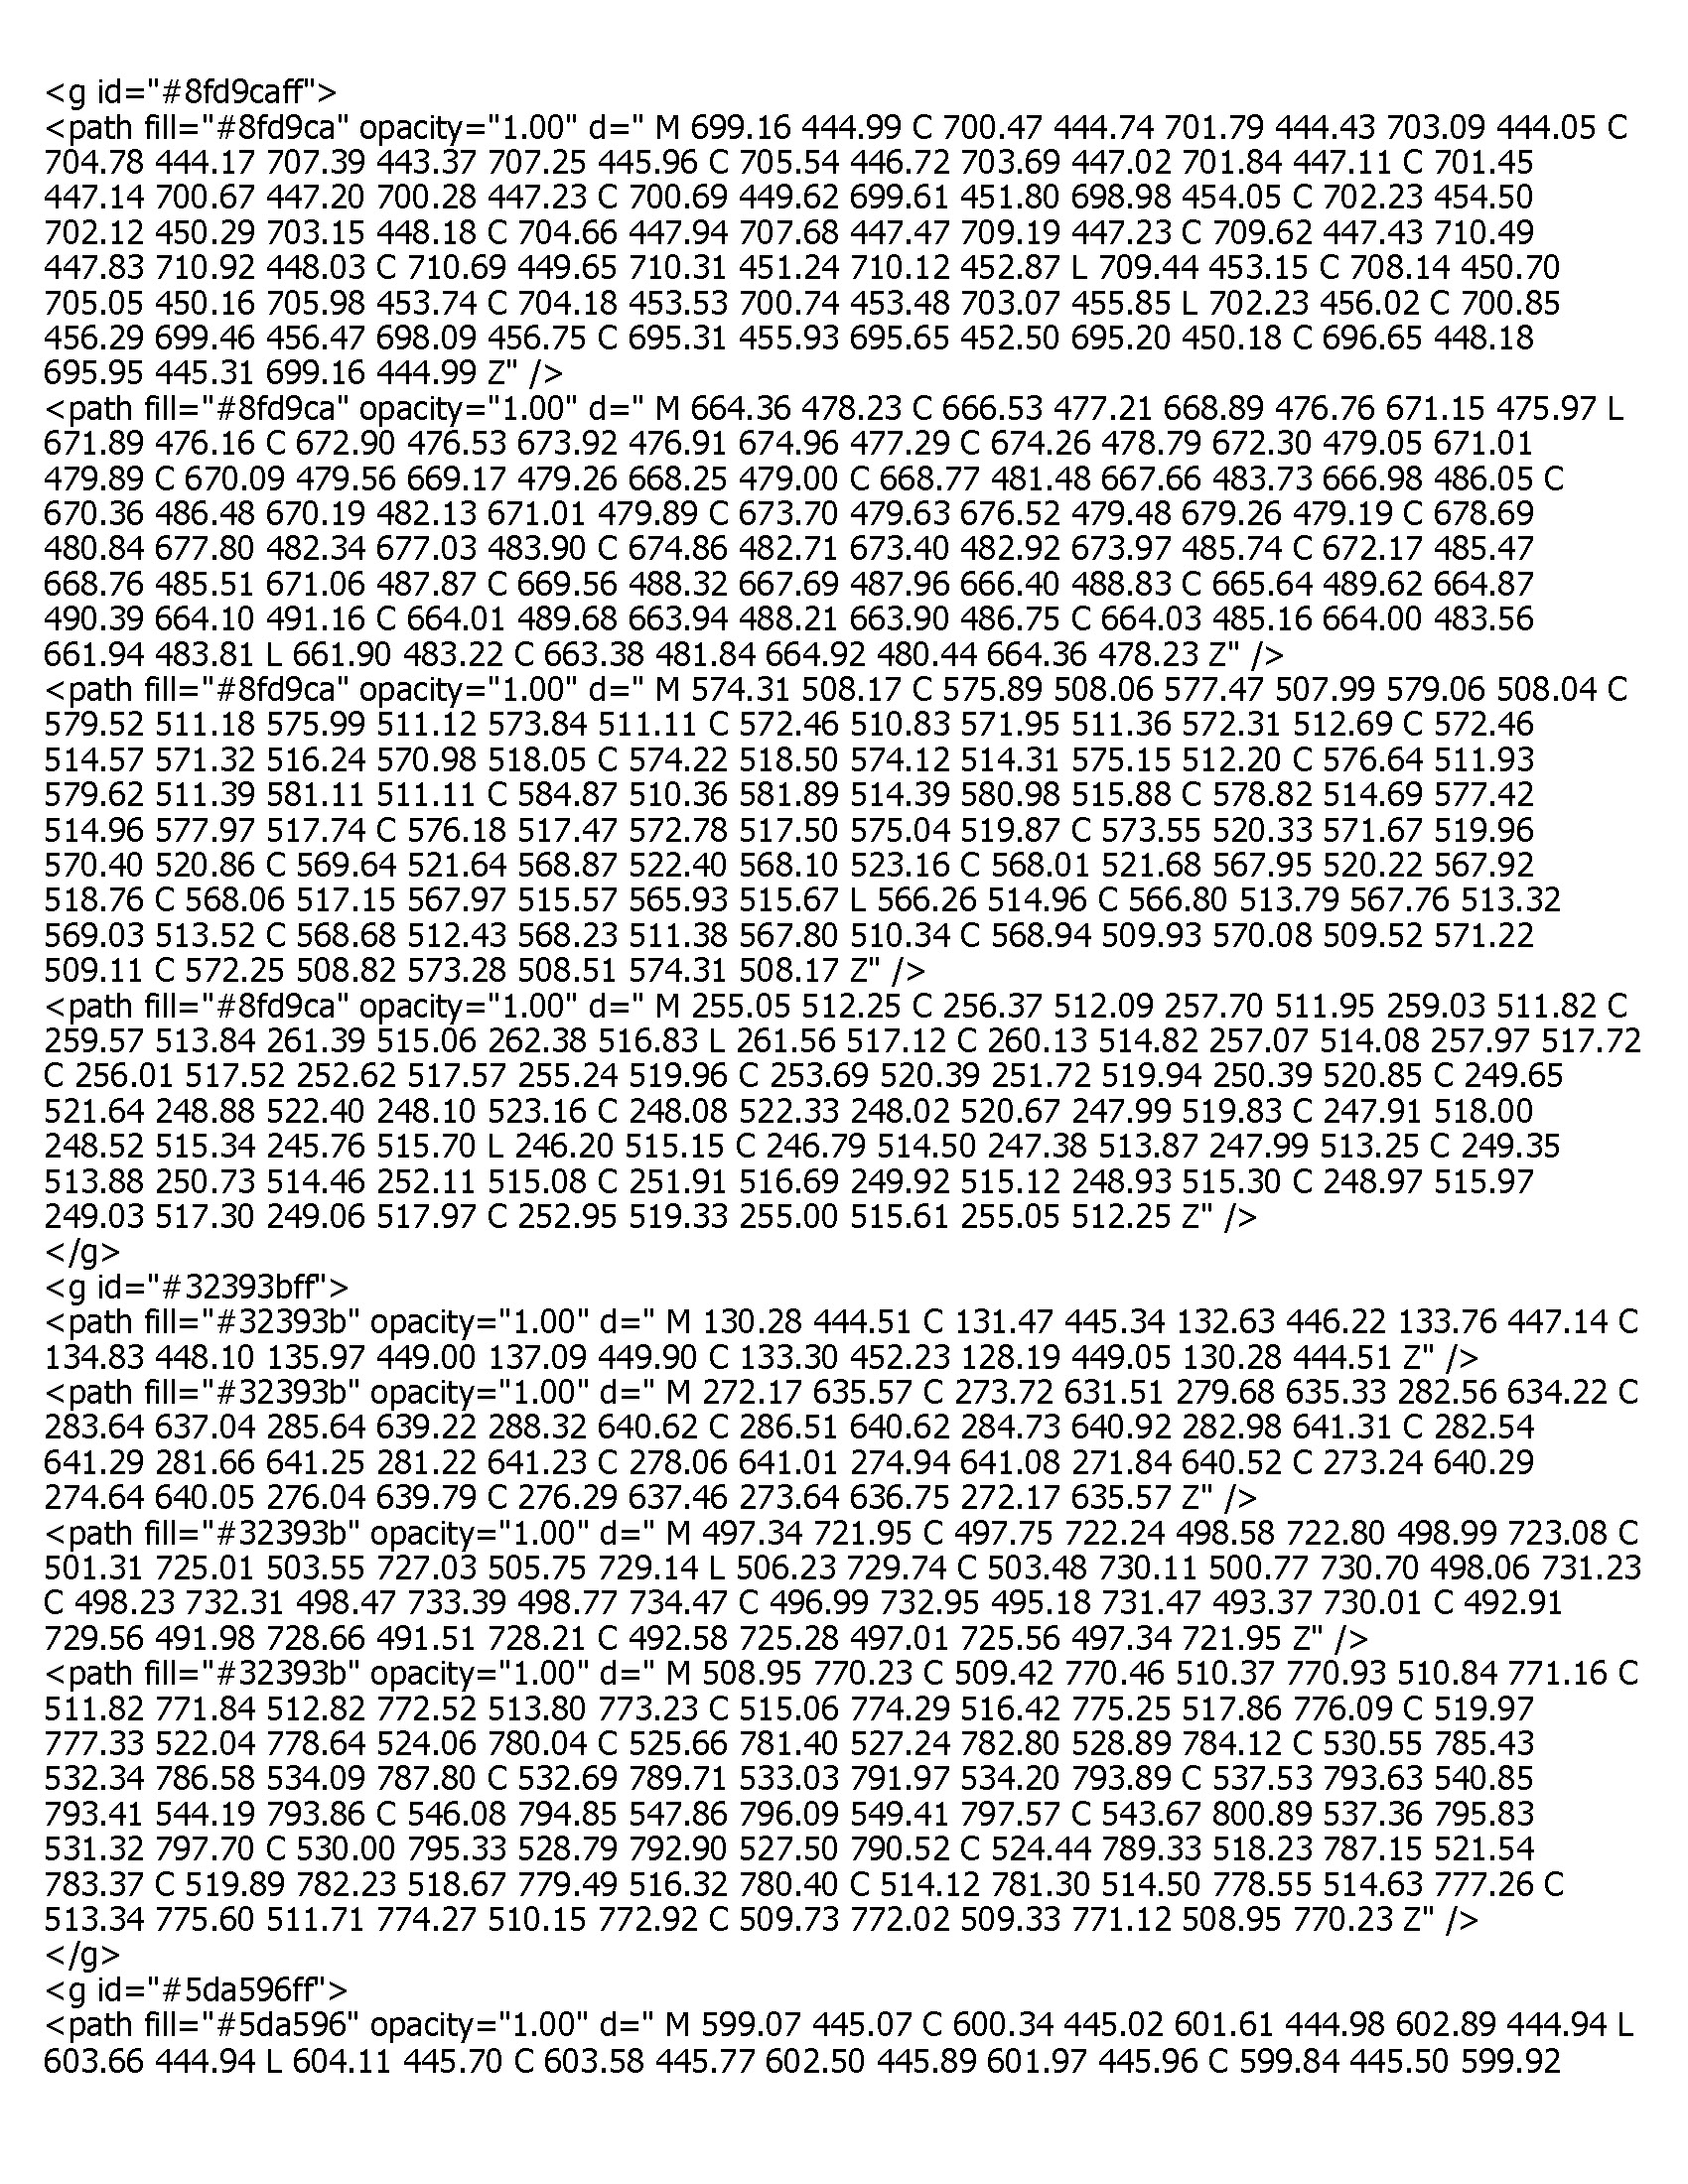 <g id="#8fd9caff">
<path fill="#8fd9ca" opacity="1.00" d=" M 699.16 444.99 C 700.47 444.74 701.79 444.43 703.09 444.05 C
704.78 444.17 707.39 443.37 707.25 445.96 C 705.54 446.72 703.69 447.02 701.84 447.11 C 701.45
447.14 700.67 447.20 700.28 447.23 C 700.69 449.62 699.61 451.80 698.98 454.05 C 702.23 454.50
702.12 450.29 703.15 448.18 C 704.66 447.94 707.68 447.47 709.19 447.23 C 709.62 447.43 710.49
447.83 710.92 448.03 C 710.69 449.65 710.31 451.24 710.12 452.87 L 709.44 453.15 C 708.14 450.70
705.05 450.16 705.98 453.74 C 704.18 453.53 700.74 453.48 703.07 455.85 L 702.23 456.02 C 700.85
456.29 699.46 456.47 698.09 456.75 C 695.31 455.93 695.65 452.50 695.20 450.18 C 696.65 448.18
695.95 445.31 699.16 444.99 Z" />
<path fill="#8fd9ca" opacity="1.00" d=" M 664.36 478.23 C 666.53 477.21 668.89 476.76 671.15 475.97 L
671.89 476.16 C 672.90 476.53 673.92 476.91 674.96 477.29 C 674.26 478.79 672.30 479.05 671.01
479.89 C 670.09 479.56 669.17 479.26 668.25 479.00 C 668.77 481.48 667.66 483.73 666.98 486.05 C
670.36 486.48 670.19 482.13 671.01 479.89 C 673.70 479.63 676.52 479.48 679.26 479.19 C 678.69
480.84 677.80 482.34 677.03 483.90 C 674.86 482.71 673.40 482.92 673.97 485.74 C 672.17 485.47
668.76 485.51 671.06 487.87 C 669.56 488.32 667.69 487.96 666.40 488.83 C 665.64 489.62 664.87
490.39 664.10 491.16 C 664.01 489.68 663.94 488.21 663.90 486.75 C 664.03 485.16 664.00 483.56
661.94 483.81 L 661.90 483.22 C 663.38 481.84 664.92 480.44 664.36 478.23 Z" />
<path fill="#8fd9ca" opacity="1.00" d=" M 574.31 508.17 C 575.89 508.06 577.47 507.99 579.06 508.04 C
579.52 511.18 575.99 511.12 573.84 511.11 C 572.46 510.83 571.95 511.36 572.31 512.69 C 572.46
514.57 571.32 516.24 570.98 518.05 C 574.22 518.50 574.12 514.31 575.15 512.20 C 576.64 511.93
579.62 511.39 581.11 511.11 C 584.87 510.36 581.89 514.39 580.98 515.88 C 578.82 514.69 577.42
514.96 577.97 517.74 C 576.18 517.47 572.78 517.50 575.04 519.87 C 573.55 520.33 571.67 519.96
570.40 520.86 C 569.64 521.64 568.87 522.40 568.10 523.16 C 568.01 521.68 567.95 520.22 567.92
518.76 C 568.06 517.15 567.97 515.57 565.93 515.67 L 566.26 514.96 C 566.80 513.79 567.76 513.32
569.03 513.52 C 568.68 512.43 568.23 511.38 567.80 510.34 C 568.94 509.93 570.08 509.52 571.22
509.11 C 572.25 508.82 573.28 508.51 574.31 508.17 Z" />
<path fill="#8fd9ca" opacity="1.00" d=" M 255.05 512.25 C 256.37 512.09 257.70 511.95 259.03 511.82 C
259.57 513.84 261.39 515.06 262.38 516.83 L 261.56 517.12 C 260.13 514.82 257.07 514.08 257.97 517.72
C 256.01 517.52 252.62 517.57 255.24 519.96 C 253.69 520.39 251.72 519.94 250.39 520.85 C 249.65
521.64 248.88 522.40 248.10 523.16 C 248.08 522.33 248.02 520.67 247.99 519.83 C 247.91 518.00
248.52 515.34 245.76 515.70 L 246.20 515.15 C 246.79 514.50 247.38 513.87 247.99 513.25 C 249.35
513.88 250.73 514.46 252.11 515.08 C 251.91 516.69 249.92 515.12 248.93 515.30 C 248.97 515.97
249.03 517.30 249.06 517.97 C 252.95 519.33 255.00 515.61 255.05 512.25 Z" />
</g>
<g id="#32393bff">
<path fill="#32393b" opacity="1.00" d=" M 130.28 444.51 C 131.47 445.34 132.63 446.22 133.76 447.14 C
134.83 448.10 135.97 449.00 137.09 449.90 C 133.30 452.23 128.19 449.05 130.28 444.51 Z" />
<path fill="#32393b" opacity="1.00" d=" M 272.17 635.57 C 273.72 631.51 279.68 635.33 282.56 634.22 C
283.64 637.04 285.64 639.22 288.32 640.62 C 286.51 640.62 284.73 640.92 282.98 641.31 C 282.54
641.29 281.66 641.25 281.22 641.23 C 278.06 641.01 274.94 641.08 271.84 640.52 C 273.24 640.29
274.64 640.05 276.04 639.79 C 276.29 637.46 273.64 636.75 272.17 635.57 Z" />
<path fill="#32393b" opacity="1.00" d=" M 497.34 721.95 C 497.75 722.24 498.58 722.80 498.99 723.08 C
501.31 725.01 503.55 727.03 505.75 729.14 L 506.23 729.74 C 503.48 730.11 500.77 730.70 498.06 731.23
C 498.23 732.31 498.47 733.39 498.77 734.47 C 496.99 732.95 495.18 731.47 493.37 730.01 C 492.91
729.56 491.98 728.66 491.51 728.21 C 492.58 725.28 497.01 725.56 497.34 721.95 Z" />
<path fill="#32393b" opacity="1.00" d=" M 508.95 770.23 C 509.42 770.46 510.37 770.93 510.84 771.16 C
511.82 771.84 512.82 772.52 513.80 773.23 C 515.06 774.29 516.42 775.25 517.86 776.09 C 519.97
777.33 522.04 778.64 524.06 780.04 C 525.66 781.40 527.24 782.80 528.89 784.12 C 530.55 785.43
532.34 786.58 534.09 787.80 C 532.69 789.71 533.03 791.97 534.20 793.89 C 537.53 793.63 540.85
793.41 544.19 793.86 C 546.08 794.85 547.86 796.09 549.41 797.57 C 543.67 800.89 537.36 795.83
531.32 797.70 C 530.00 795.33 528.79 792.90 527.50 790.52 C 524.44 789.33 518.23 787.15 521.54
783.37 C 519.89 782.23 518.67 779.49 516.32 780.40 C 514.12 781.30 514.50 778.55 514.63 777.26 C
513.34 775.60 511.71 774.27 510.15 772.92 C 509.73 772.02 509.33 771.12 508.95 770.23 Z" />
</g>
<g id="#5da596ff">
<path fill="#5da596" opacity="1.00" d=" M 599.07 445.07 C 600.34 445.02 601.61 444.98 602.89 444.94 L
603.66 444.94 L 604.11 445.70 C 603.58 445.77 602.50 445.89 601.97 445.96 C 599.84 445.50 599.92